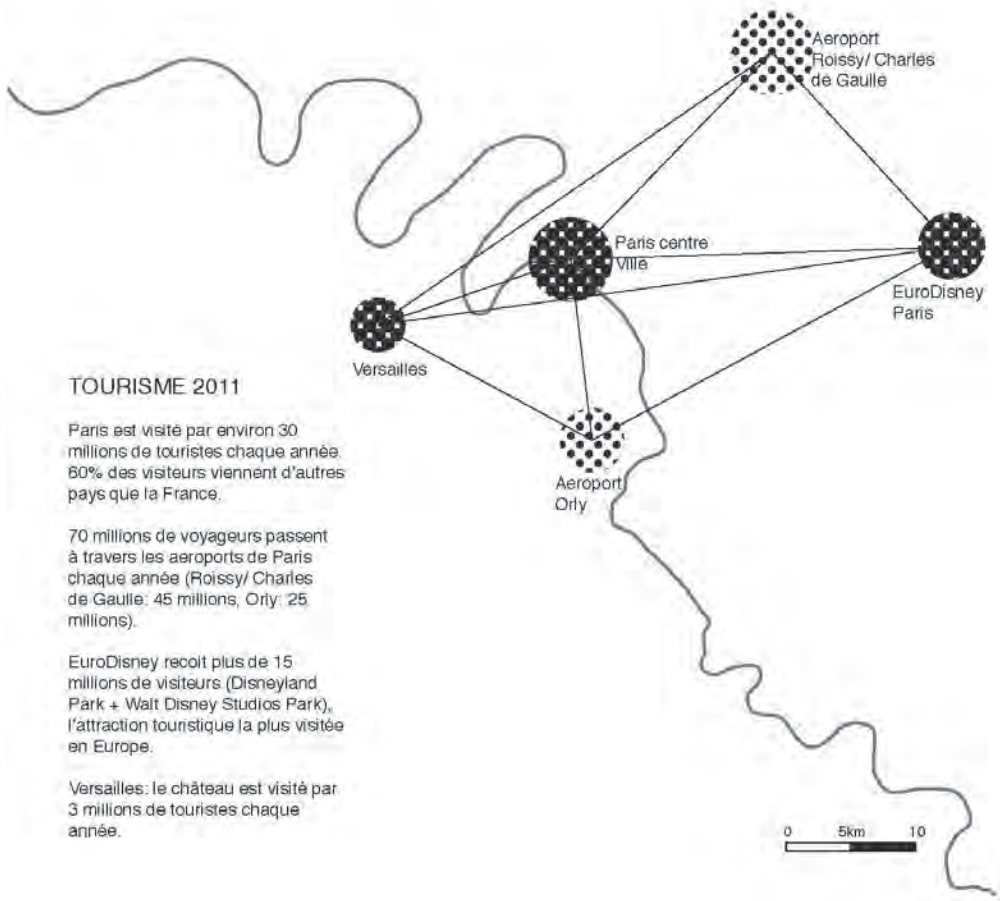 Aeroport
Roissy/ Charles
de Gaulle
Paris centre
Ville
EuroDisney
Paris
Versailles
Aeroport
Orly
TOURISME 2011
Paris est visité par environ 30
millions de touristes chaque année.
60% des visiteurs viennent d'autres
pays que la France.
70 millions de voyageurs passent
à travers les aeroports de Paris
chaque année (Roissy/ Charles
de Gaulle: 45 millions, Orly: 25
millions).
EuroDisney recoit plus de 15
millions de visiteurs (Disneyland
Park + Walt Disney Studios Park),
l'attraction touristique la plus visitée
en Europe.
Versailles: le château est visité par
3 millions de touristes chaque
année.
0 5km 10